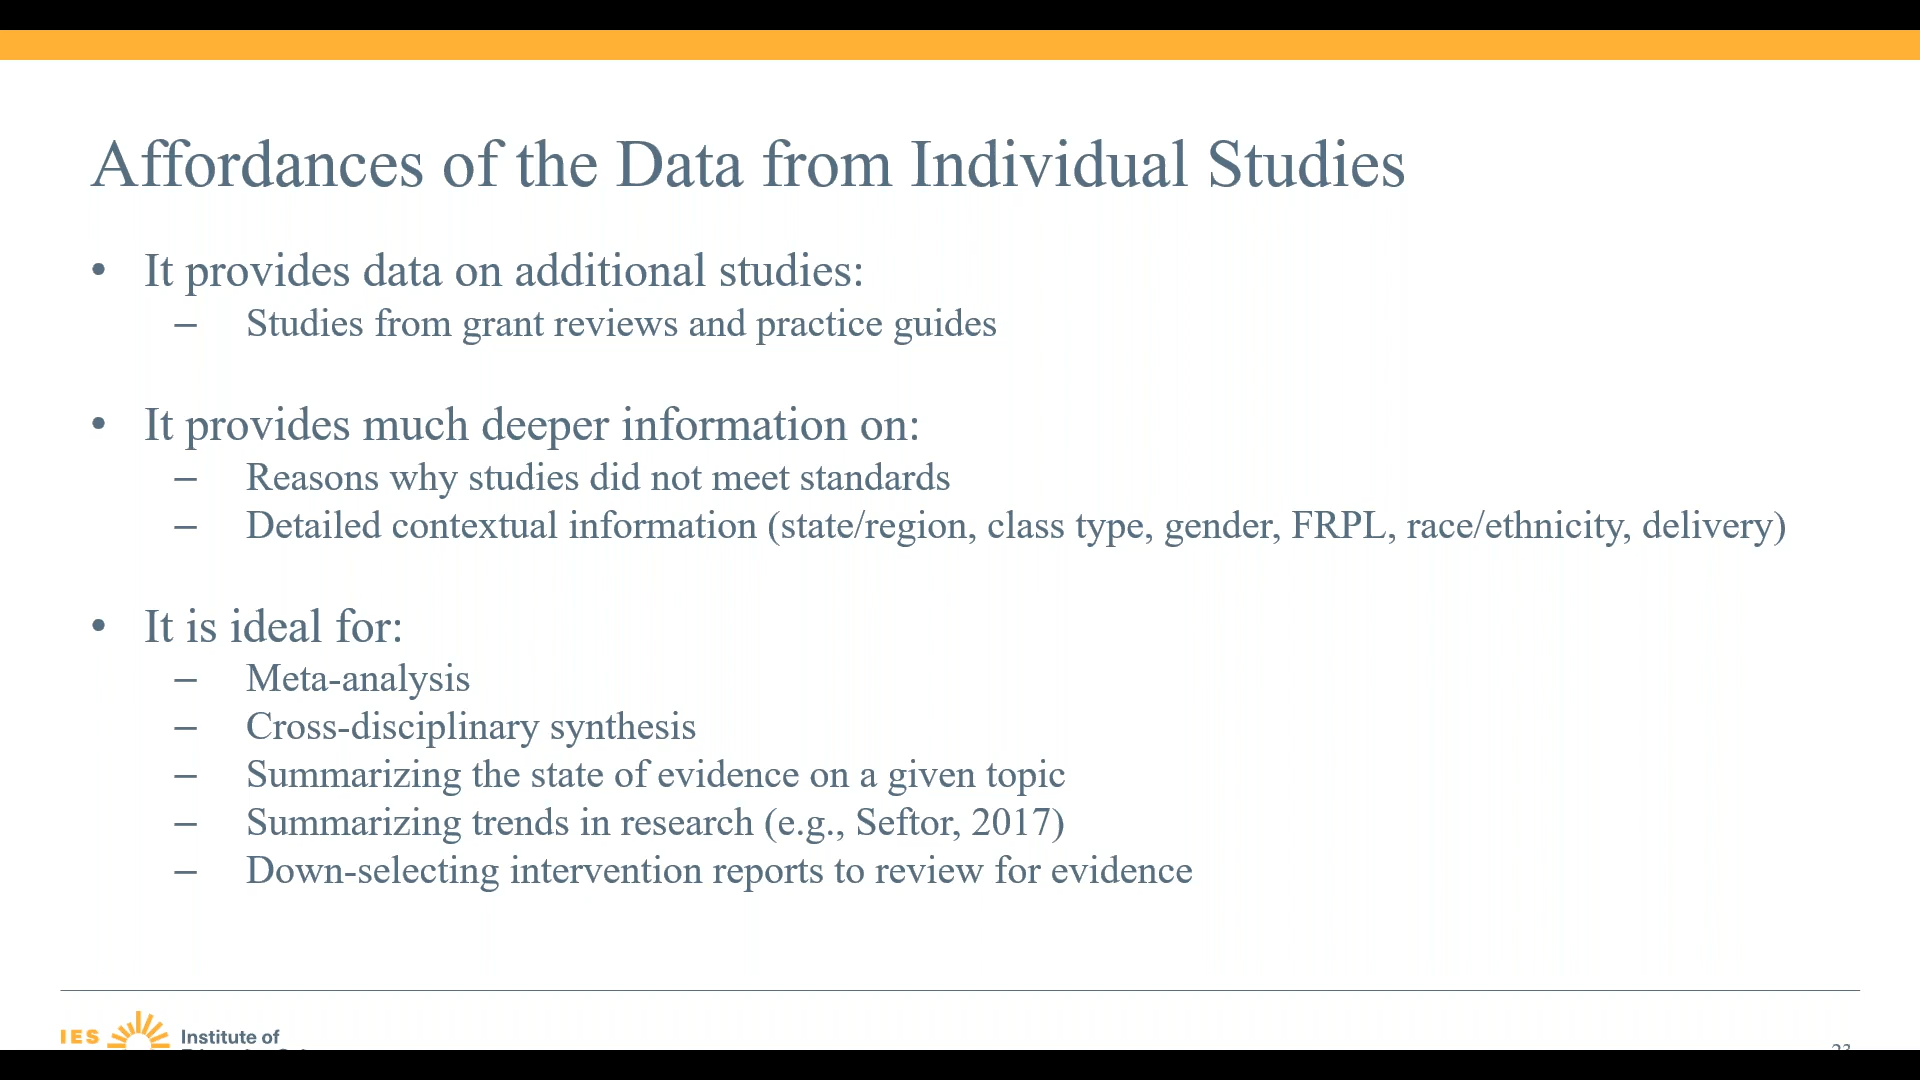 Affordances of the Data from Individual Studies
• It provides data on additional studies:
– Studies from grant reviews and practice guides
• It provides much deeper information on:
– Reasons why studies did not meet standards
– Detailed contextual information (state/region, class type, gender, FRPL, race/ethnicity, delivery)
• It is ideal for:
– Meta-analysis
– Cross-disciplinary synthesis
– Summarizing the state of evidence on a given topic
– Summarizing trends in research (e.g., Seftor, 2017)
– Down-selecting intervention reports to review for evidence
IES Institute of